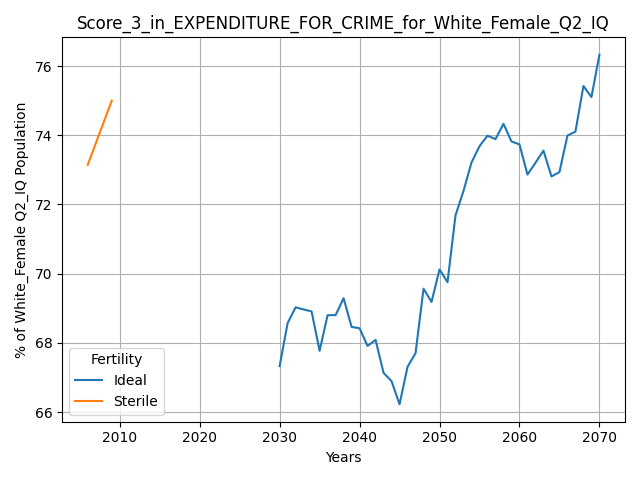 Score_3_in_EXPENDITURE_FOR_CRIME_for_White_Female_Q2_IQ
% of White_Female Q2_IQ Population
76
74
72
70
68
66
Fertility
Ideal
Sterile
2010 2020 2030 2040 2050 2060 2070
Years